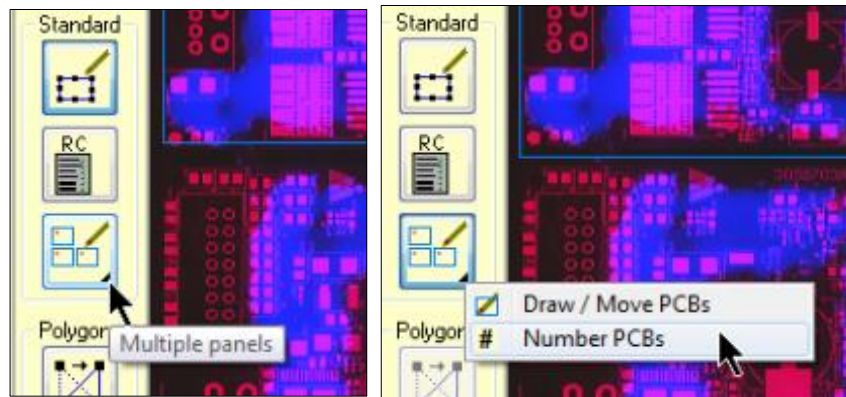 Standard
RC
Polygon
Multiple panels
Standard
RC
Draw / Move PCBs
Polygon
# Number PCBs